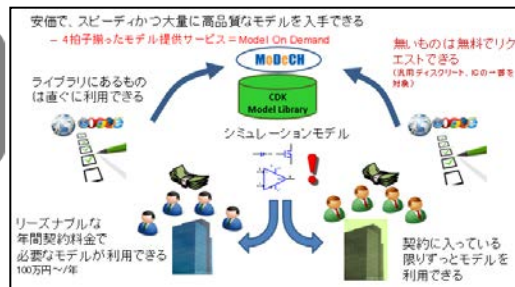 安価で、スピーディかつ大量に高品質なモデルを入手できる
– 4拍子揃ったモデル提供サービス＝Model On Demand
MoDeCH
CDK
Model Library
シミュレーションモデル
ライブラリにあるもの
は直ぐに利用できる
無いものは無料でリク
エストできる
(汎用ディスクリート、ICの一部を
対象)
Google
Google
リーズナブルな
年間契約料金で
必要なモデルが利用できる
100万円～/年
契約に入っている
限りずっとモデルを
利用できる